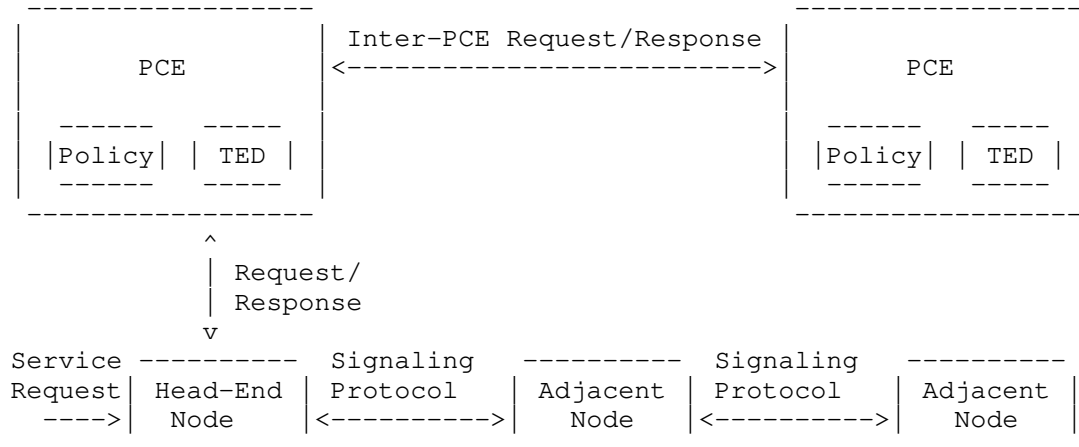 Inter-PCE Request/Response
PCE PCE
Policy TED Policy TED
Request/
Response
Service Signaling Signaling
Request Head-End Protocol Adjacent Protocol Adjacent
Node Node Node